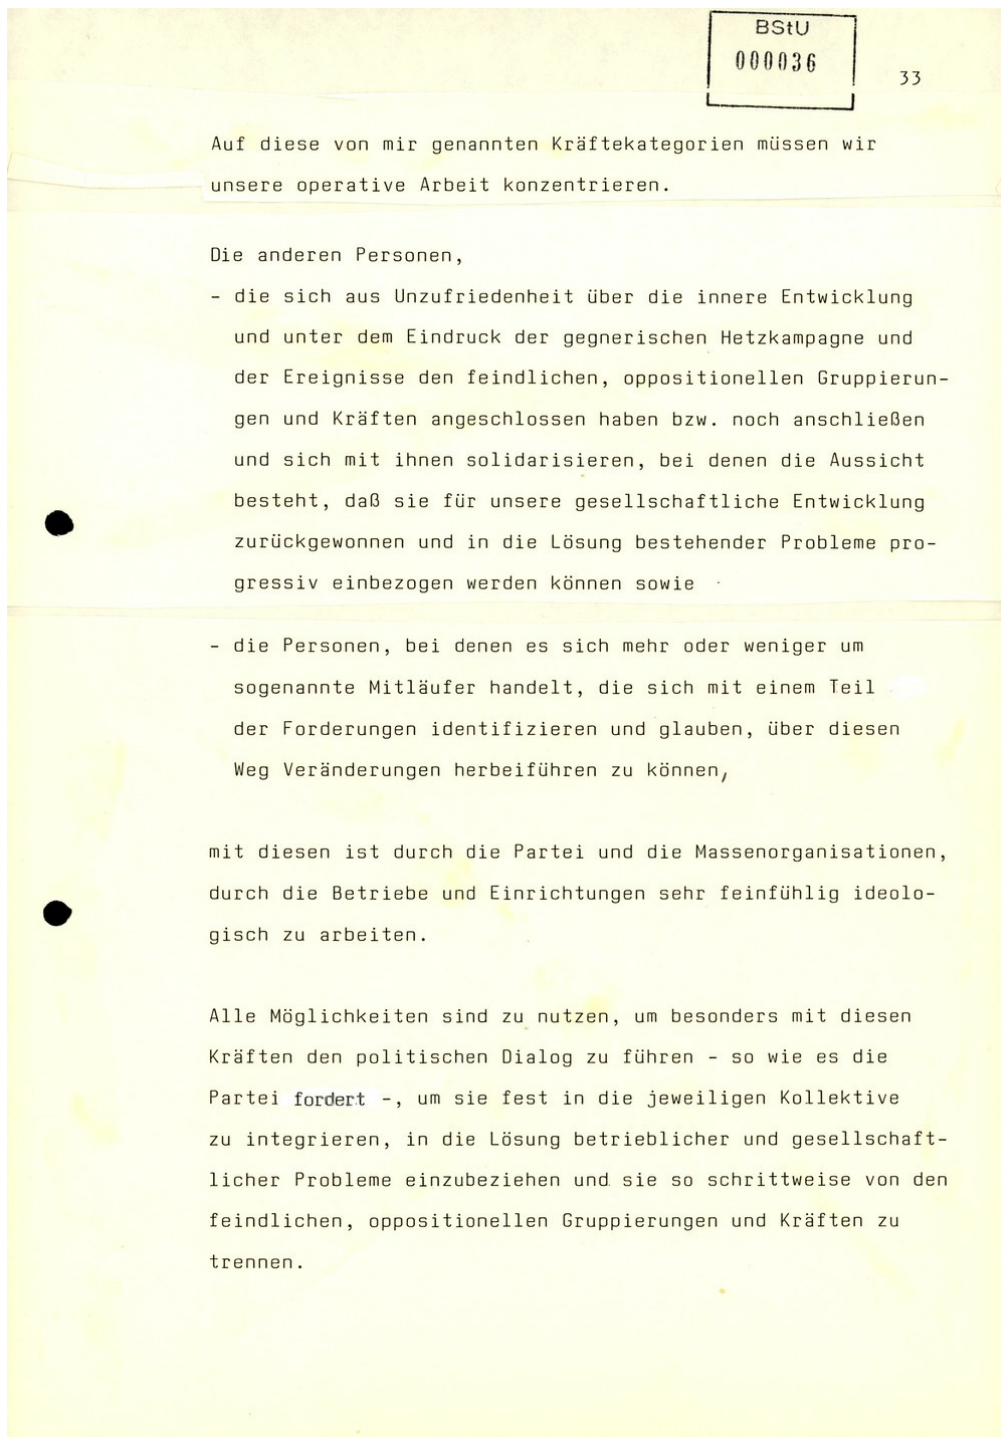 BStU
000036
33
Auf diese von mir genannten Kräftekategorien müssen wir
unsere operative Arbeit konzentrieren.
Die anderen Personen,
- die sich aus Unzufriedenheit über die innere Entwicklung
und unter dem Eindruck der gegnerischen Hetzkampagne und
der Ereignisse den feindlichen, oppositionellen Gruppierun-
gen und Kräften angeschlossen haben bzw. noch anschließen
und sich mit ihnen solidarisieren, bei denen die Aussicht
besteht, daß sie für unsere gesellschaftliche Entwicklung
zurückgewonnen und in die Lösung bestehender Probleme pro-
gressiv einbezogen werden können sowie
- die Personen, bei denen es sich mehr oder weniger um
sogenannte Mitläufer handelt, die sich mit einem Teil
der Forderungen identifizieren und glauben, über diesen
Weg Veränderungen herbeiführen zu können,
mit diesen ist durch die Partei und die Massenorganisationen,
durch die Betriebe und Einrichtungen sehr feinfühlig ideolo-
gisch zu arbeiten.
Alle Möglichkeiten sind zu nutzen, um besonders mit diesen
Kräften den politischen Dialog zu führen - so wie es die
Partei fordert -, um sie fest in die jeweiligen Kollektive
zu integrieren, in die Lösung betrieblicher und gesellschaft-
licher Probleme einzubeziehen und sie so schrittweise von den
feindlichen, oppositionellen Gruppierungen und Kräften zu
trennen.